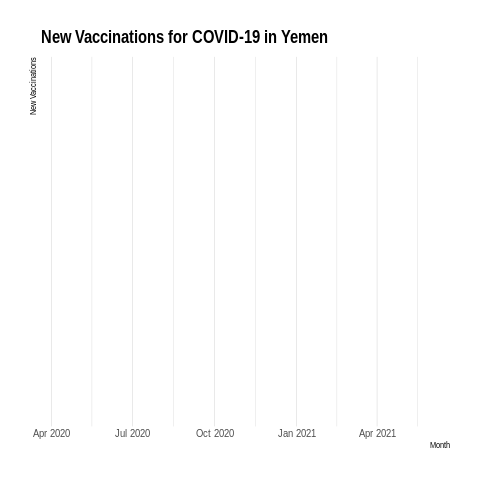 New Vaccinations for COVID-19 in Yemen
New Vaccinations
Apr 2020 Jul 2020 Oct 2020 Jan 2021 Apr 2021
Month